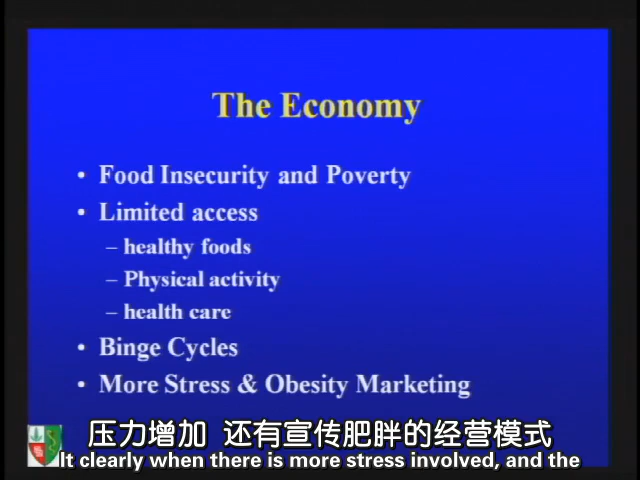 The Economy
• Food Insecurity and Poverty
• Limited access
– healthy foods
– Physical activity
– health care
• Binge Cycles
• More Stress & Obesity Marketing
压力增加 还有宣传肥胖的经营模式
It clearly when there is more stress involved, and the